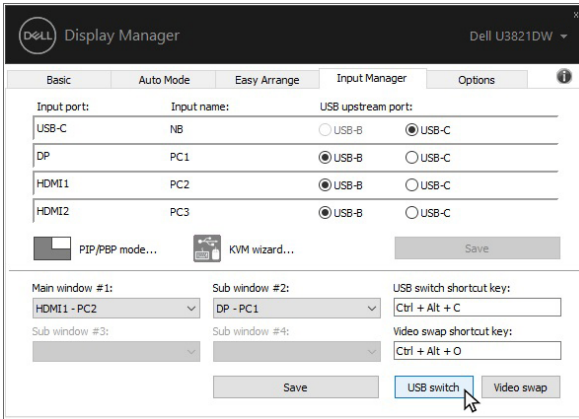 DELL Display Manager Dell U3821DW
Basic Auto Mode Easy Arrange Input Manager Options i
Input port: Input name: USB upstream port:
USB-C NB USB-B USB-C
DP PC1 USB-B USB-C
HDMI1 PC2 USB-B USB-C
HDMI2 PC3 USB-B USB-C
PIP/PBP mode... KVM wizard... Save
Main window #1: Sub window #2: USB switch shortcut key:
HDMI1 - PC2 DP - PC1 Ctrl + Alt + C
Sub window #3: Sub window #4: Video swap shortcut key:
Ctrl + Alt + O
Save USB switch Video swap